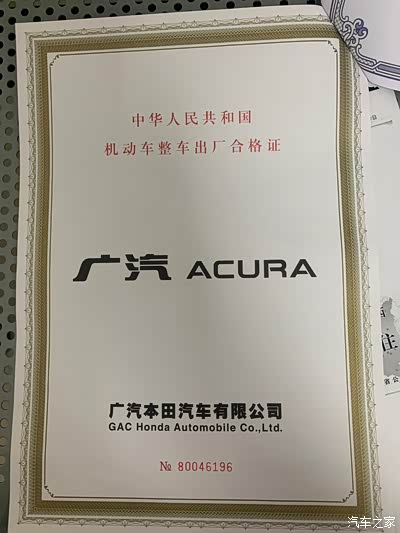 中华人民共和国
机动车整车出厂合格证
广汽 ACURA
广汽本田汽车有限公司
GAC Honda Automobile Co.,Ltd.
№ 80046196
住
汽车之家